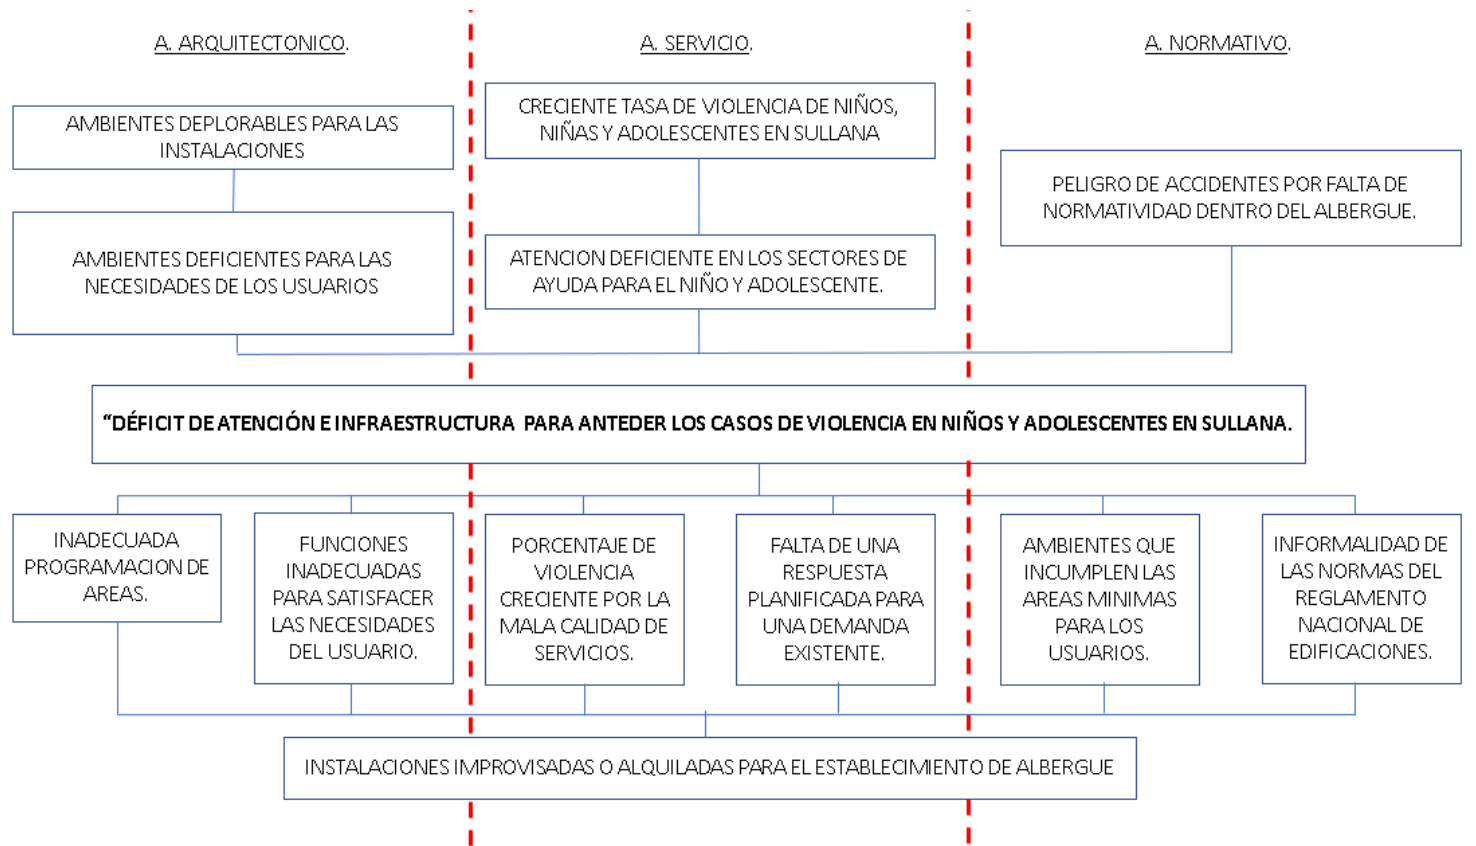 A. ARQUITECTONICO.
A. SERVICIO.
A. NORMATIVO.
AMBIENTES DEPLORABLES PARA LAS
INSTALACIONES
CRECIENTE TASA DE VIOLENCIA DE NIÑOS,
NIÑAS Y ADOLESCENTES EN SULLANA
PELIGRO DE ACCIDENTES POR FALTA DE
NORMATIVIDAD DENTRO DEL ALBERGUE.
AMBIENTES DEFICIENTES PARA LAS
NECESIDADES DE LOS USUARIOS
ATENCION DEFICIENTE EN LOS SECTORES DE
AYUDA PARA EL NIÑO Y ADOLESCENTE.
“DÉFICIT DE ATENCIÓN E INFRAESTRUCTURA PARA ANTEDER LOS CASOS DE VIOLENCIA EN NIÑOS Y ADOLESCENTES EN SULLANA.
INADECUADA
PROGRAMACION DE
AREAS.
FUNCIONES
INADECUADAS
PARA SATISFACER
LAS NECESIDADES
DEL USUARIO.
PORCENTAJE DE
VIOLENCIA
CRECIENTE POR LA
MALA CALIDAD DE
SERVICIOS.
FALTA DE UNA
RESPUESTA
PLANIFICADA PARA
UNA DEMANDA
EXISTENTE.
AMBIENTES QUE
INCUMPLEN LAS
AREAS MINIMAS
PARA LOS
USUARIOS.
INFORMALIDAD DE
LAS NORMAS DEL
REGLAMENTO
NACIONAL DE
EDIFICACIONES.
INSTALACIONES IMPROVISADAS O ALQUILADAS PARA EL ESTABLECIMIENTO DE ALBERGUE